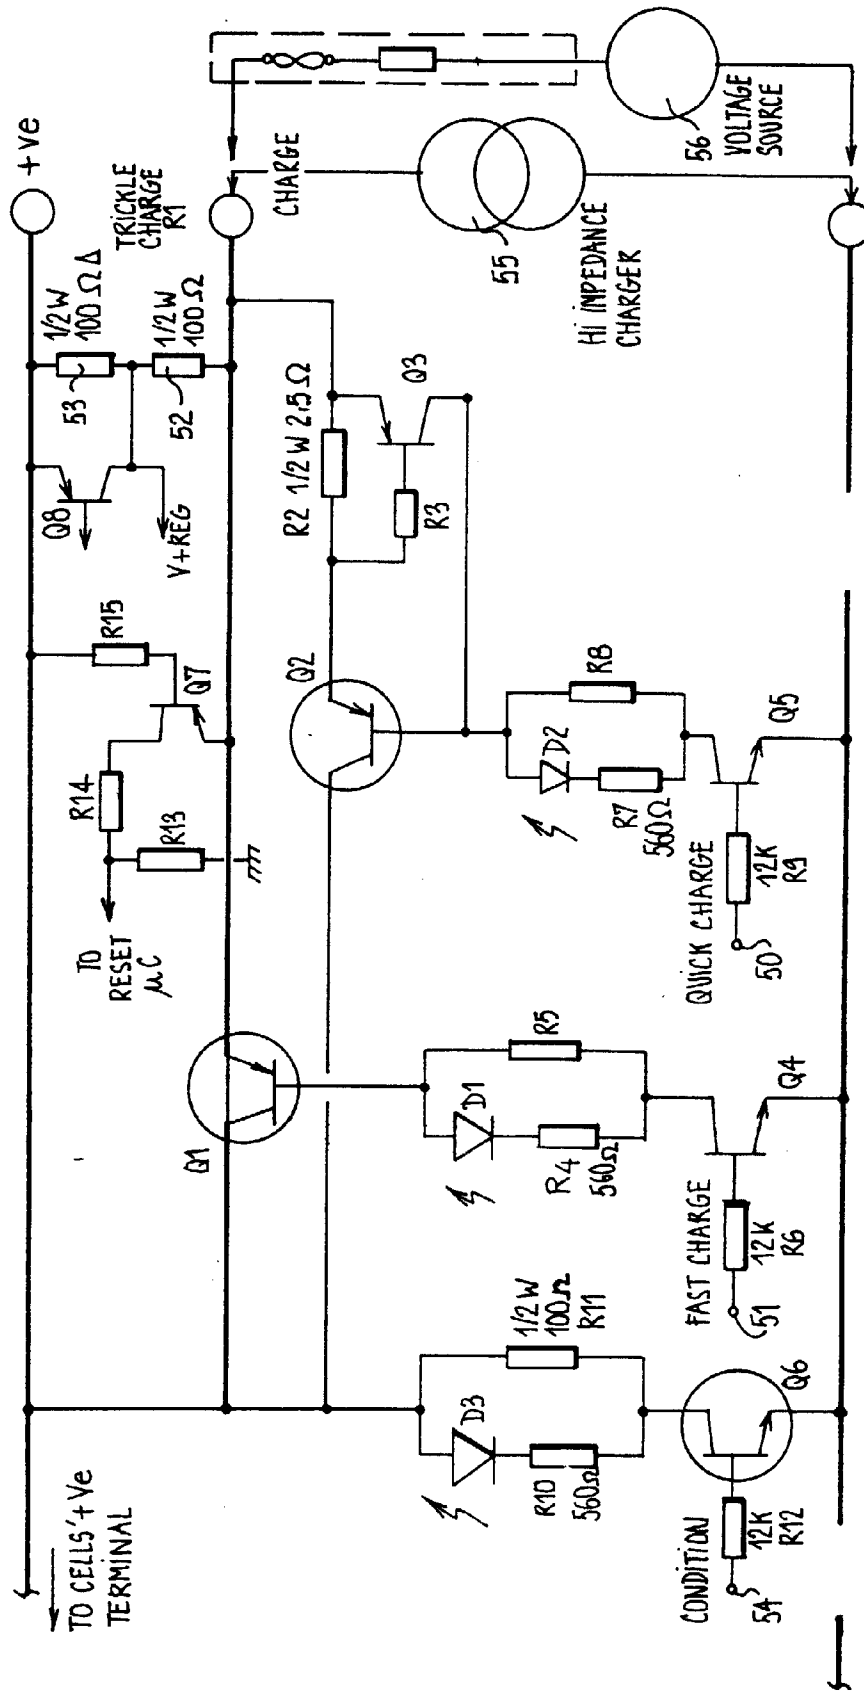 +ve
TRICKLE
CHARGE
R1
1/2W
100ΩΔ
53
1/2W
100Ω
52
CHARGE
55
Hi IMPEDANCE
CHARGER
56
VOLTAGE
SOURCE
Q8
V+REG
R15
Q7
R14
R13
TO
RESET
μC
R2 1/2W 2.5Ω
Q3
R3
Q2
R8
D2
R7
560Ω
Q5
QUICK CHARGE
12K
R9
50
Q1
R5
D1
R4
560Ω
Q4
FAST CHARGE
12K
R6
51
1/2W
100Ω
R11
D3
R10
560Ω
Q6
CONDITION
12K
R12
54
TO CELLS' +Ve
TERMINAL